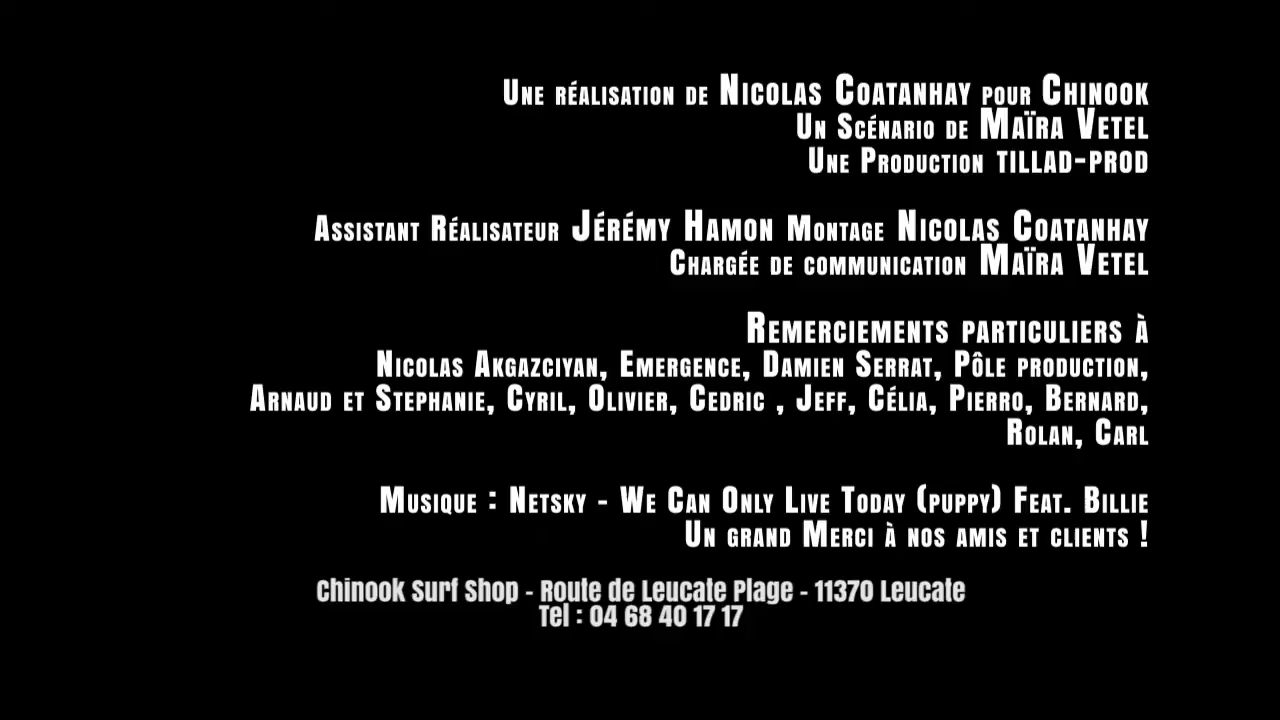 Une réalisation de Nicolas Coatanhay pour Chinook
Un Scénario de Maïra Vetel
Une Production TILLAD-PROD
Assistant Réalisateur Jérémy Hamon Montage Nicolas Coatanhay
Chargée de communication Maïra Vetel
Remerciements particuliers à
Nicolas Akgazciyan, Emergence, Damien Serrat, Pôle production,
Arnaud et Stephanie, Cyril, Olivier, Cedric , Jeff, Célia, Pierro, Bernard,
Rolan, Carl
Musique : Netsky - We Can Only Live Today (puppy) Feat. Billie
Un grand Merci à nos amis et clients !
Chinook Surf Shop - Route de Leucate Plage - 11370 Leucate
Tel : 04 68 40 17 17